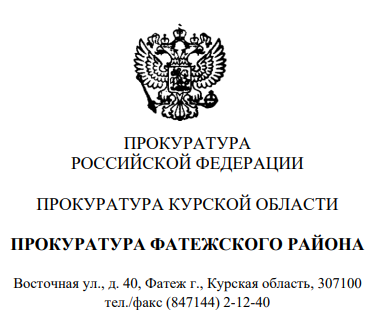 ПРОКУРАТУРА
РОССИЙСКОЙ ФЕДЕРАЦИИ
ПРОКУРАТУРА КУРСКОЙ ОБЛАСТИ
ПРОКУРАТУРА ФАТЕЖСКОГО РАЙОНА
Восточная ул., д. 40, Фатеж г., Курская область, 307100
тел./факс (847144) 2-12-40